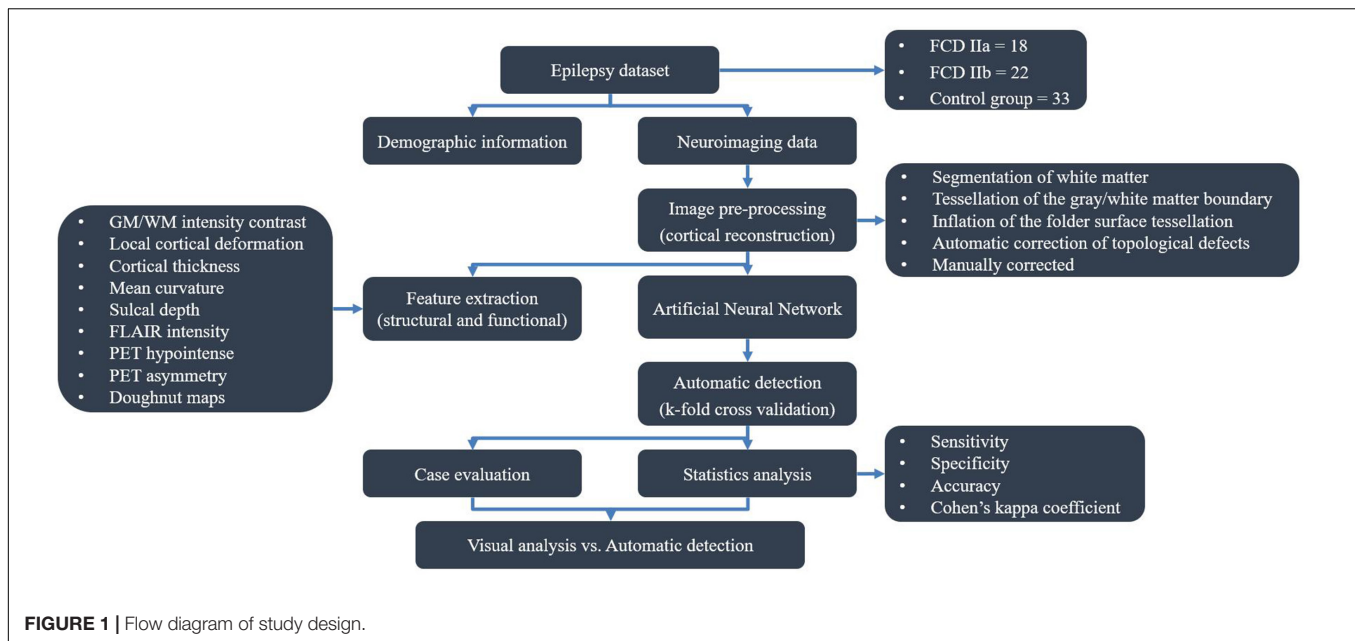 Epilepsy dataset
• FCD IIa = 18
• FCD IIb = 22
• Control group = 33
Demographic information
Neuroimaging data
Image pre-processing
(cortical reconstruction)
• Segmentation of white matter
• Tessellation of the gray/white matter boundary
• Inflation of the folder surface tessellation
• Automatic correction of topological defects
• Manually corrected
• GM/WM intensity contrast
• Local cortical deformation
• Cortical thickness
• Mean curvature
• Sulcal depth
• FLAIR intensity
• PET hypointense
• PET asymmetry
• Doughnut maps
Feature extraction
(structural and functional)
Artificial Neural Network
Automatic detection
(k-fold cross validation)
Case evaluation
Statistics analysis
• Sensitivity
• Specificity
• Accuracy
• Cohen's kappa coefficient
Visual analysis vs. Automatic detection
FIGURE 1 | Flow diagram of study design.